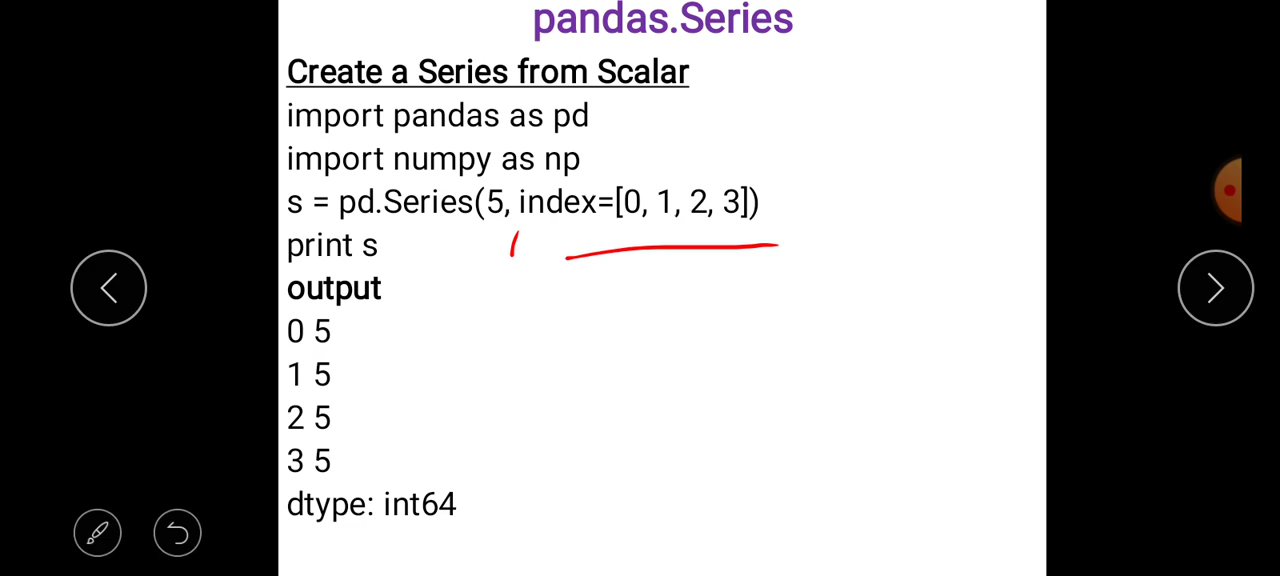 pandas.Series
Create a Series from Scalar
import pandas as pd
import numpy as np
s = pd.Series(5, index=[0, 1, 2, 3])
print s
output
0 5
1 5
2 5
3 5
dtype: int64